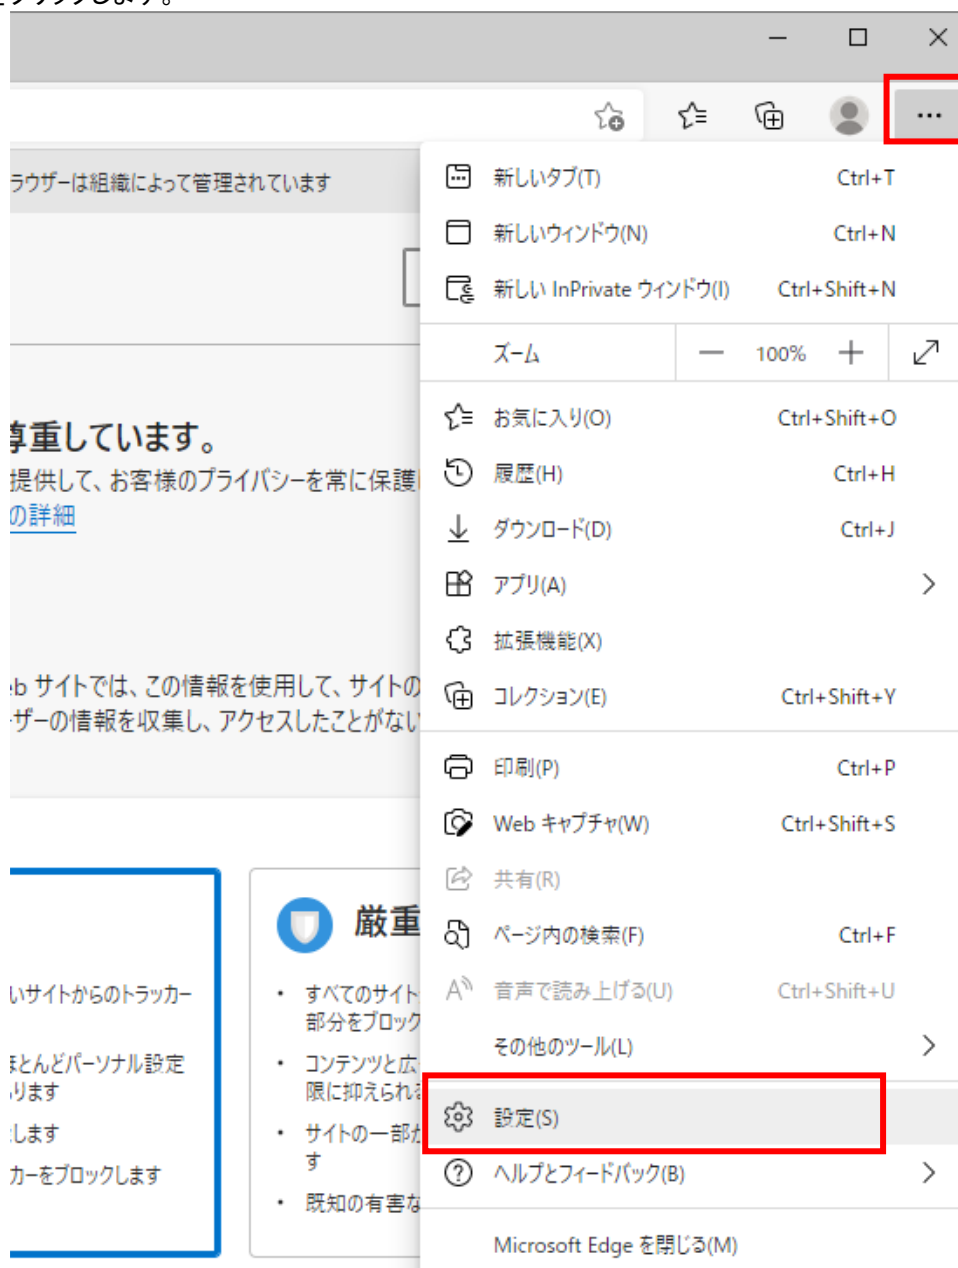 クリックします。
ラウザーは組織によって管理されています
尊重しています。
提供して、お客様のプライバシーを常に保護
の詳細
eb サイトでは、この情報を使用して、サイトの
ーザーの情報を収集し、アクセスしたことがない
いサイトからのトラッカー
ほとんどパーソナル設定
ります
します
カーをブロックします
厳重
• すべてのサイト
部分をブロック
• コンテンツと広
限に抑えられる
• サイトの一部が
す
• 既知の有害な
新しいタブ(T) Ctrl+T
新しいウィンドウ(N) Ctrl+N
新しい InPrivate ウィンドウ(I) Ctrl+Shift+N
ズーム — 100% +
お気に入り(O) Ctrl+Shift+O
履歴(H) Ctrl+H
ダウンロード(D) Ctrl+J
アプリ(A)
拡張機能(X)
コレクション(E) Ctrl+Shift+Y
印刷(P) Ctrl+P
Web キャプチャ(W) Ctrl+Shift+S
共有(R)
ページ内の検索(F) Ctrl+F
音声で読み上げる(U) Ctrl+Shift+U
その他のツール(L)
設定(S)
ヘルプとフィードバック(B)
Microsoft Edge を閉じる(M)